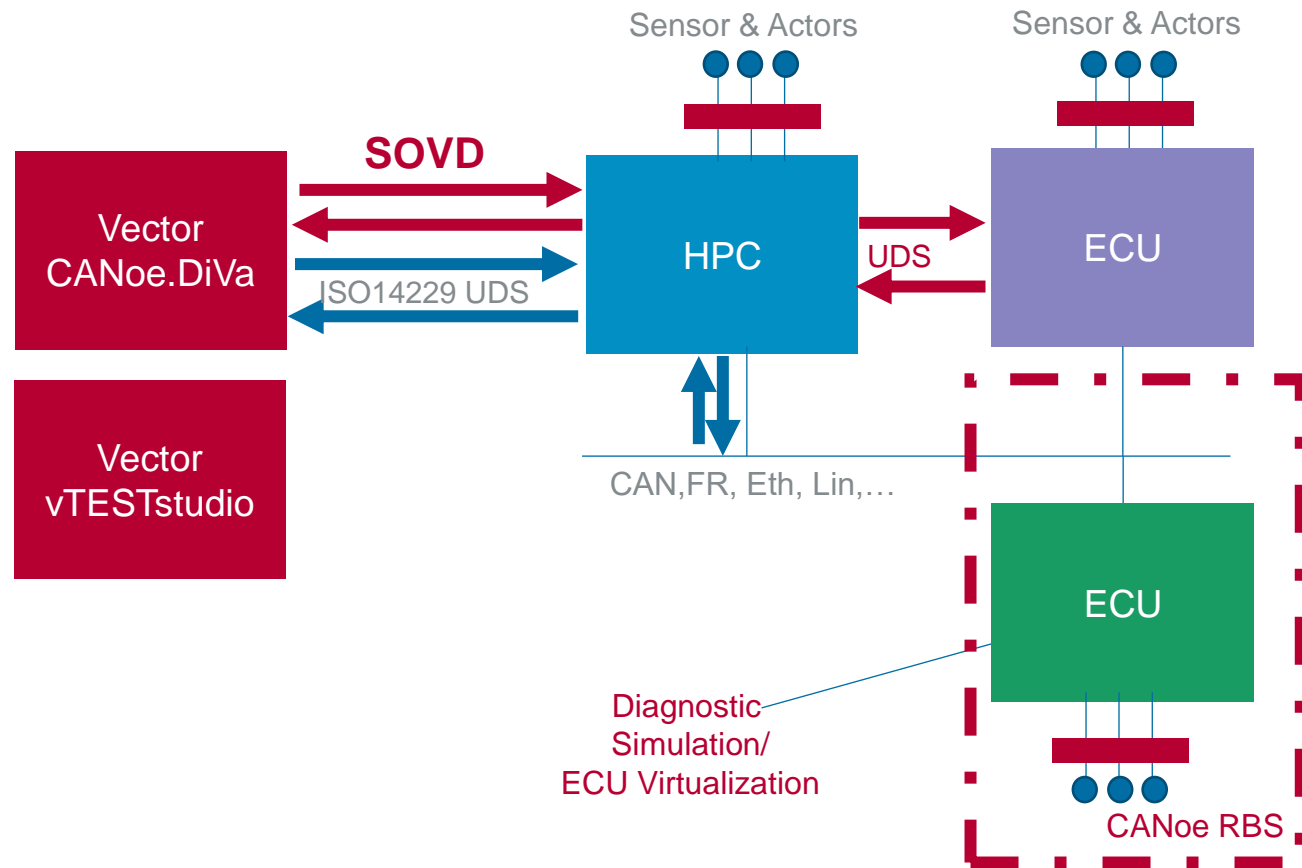 Sensor & Actors
Sensor & Actors
SOVD
Vector
CANoe.DiVa
ISO14229 UDS
HPC
UDS
ECU
Vector
vTESTstudio
CAN,FR, Eth, Lin,…
ECU
Diagnostic
Simulation/
ECU Virtualization
CANoe RBS